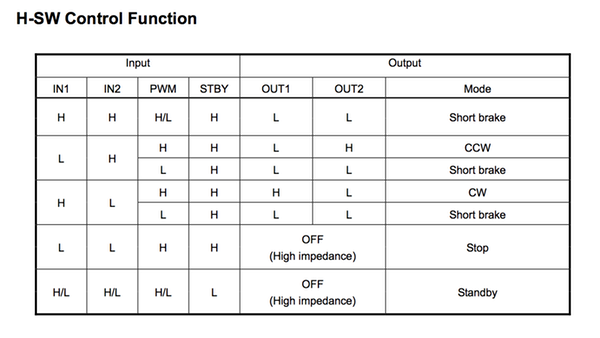 H-SW Control Function
Input Output
IN1 IN2 PWM STBY OUT1 OUT2 Mode
H H H/L H L L Short brake
L H H H L H CCW
L H L L Short brake
H L H H H L CW
L H L L Short brake
L L H H OFF
(High impedance) Stop
H/L H/L H/L L OFF
(High impedance) Standby